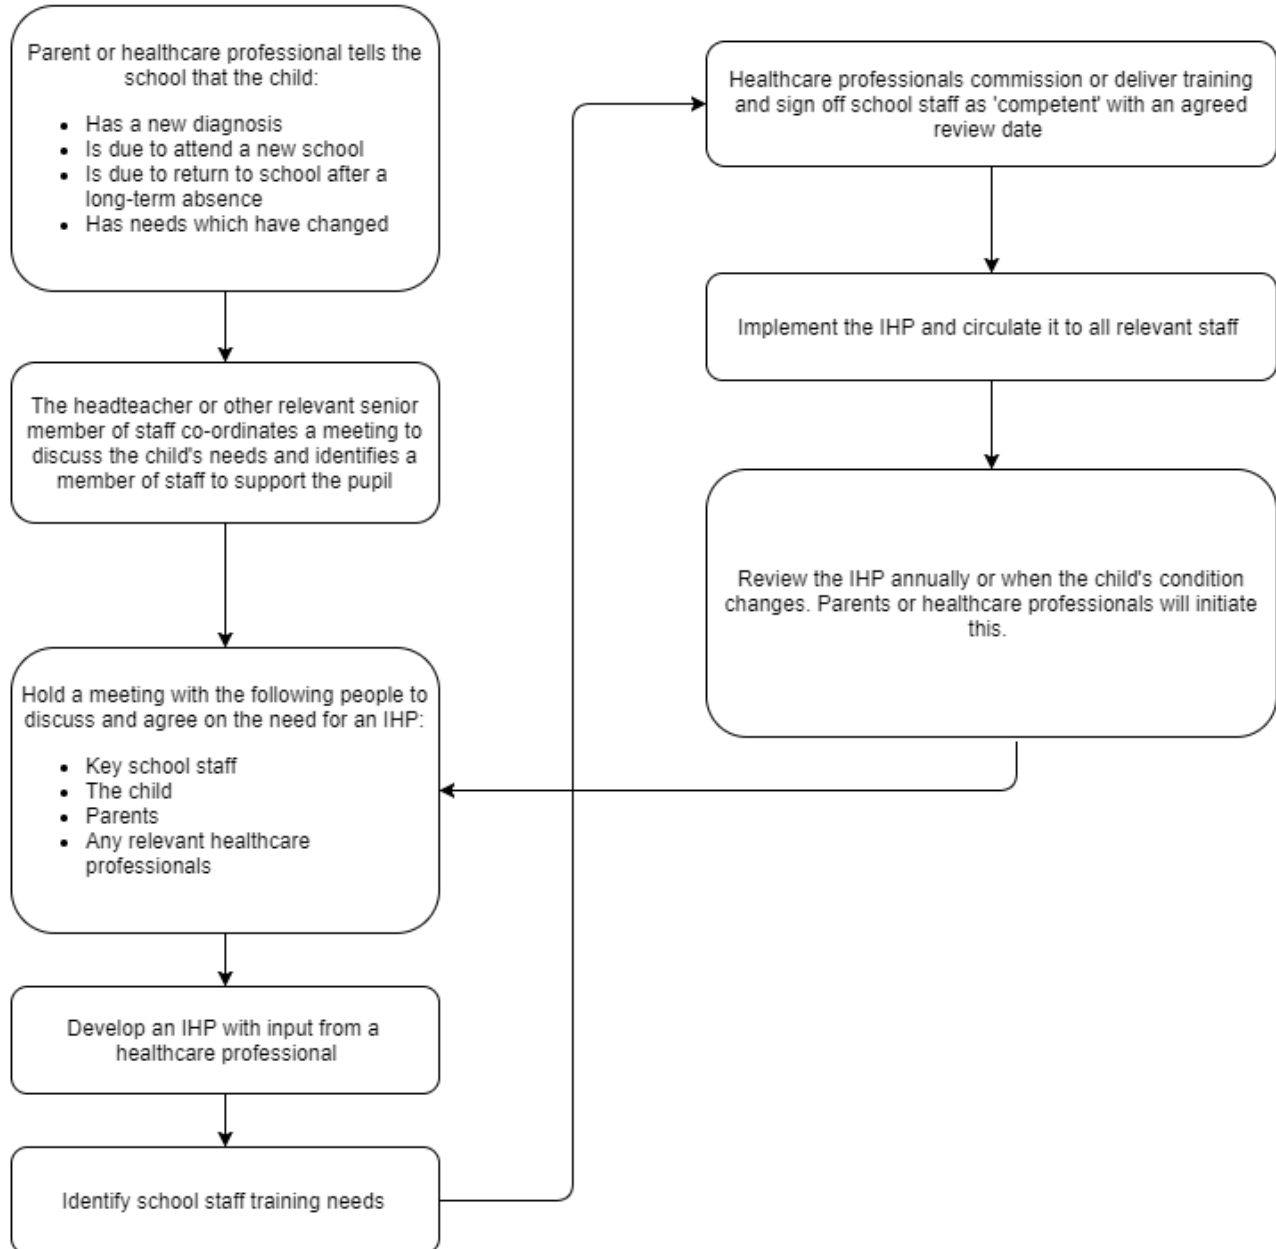 Parent or healthcare professional tells the
school that the child:
• Has a new diagnosis
• Is due to attend a new school
• Is due to return to school after a
long-term absence
• Has needs which have changed
The headteacher or other relevant senior
member of staff co-ordinates a meeting to
discuss the child's needs and identifies a
member of staff to support the pupil
Hold a meeting with the following people to
discuss and agree on the need for an IHP:
• Key school staff
• The child
• Parents
• Any relevant healthcare
professionals
Develop an IHP with input from a
healthcare professional
Identify school staff training needs
Healthcare professionals commission or deliver training
and sign off school staff as 'competent' with an agreed
review date
Implement the IHP and circulate it to all relevant staff
Review the IHP annually or when the child's condition
changes. Parents or healthcare professionals will initiate
this.